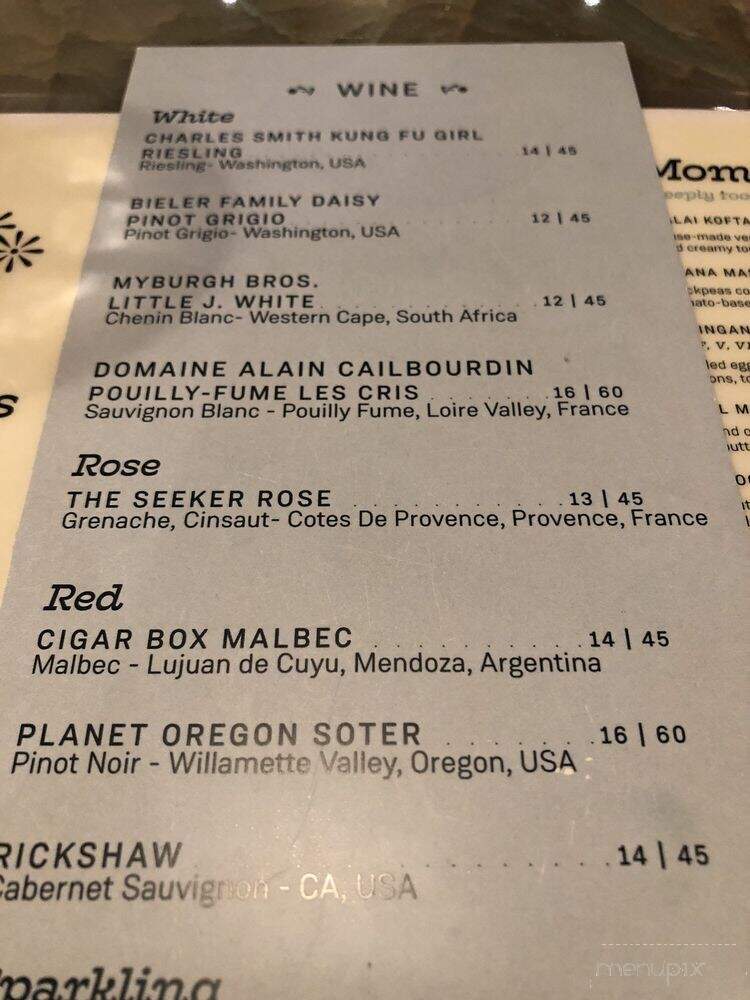 WINE
White
CHARLES SMITH KUNG FU GIRL
RIESLING 14 | 45
Riesling- Washington, USA
BIELER FAMILY DAISY
PINOT GRIGIO 12 | 45
Pinot Grigio- Washington, USA
MYBURGH BROS.
LITTLE J. WHITE 12 | 45
Chenin Blanc- Western Cape, South Africa
DOMAINE ALAIN CAILBOURDIN
POUILLY-FUME LES CRIS 16 | 60
Sauvignon Blanc - Pouilly Fume, Loire Valley, France
Rose
THE SEEKER ROSE 13 | 45
Grenache, Cinsaut- Cotes De Provence, Provence, France
Red
CIGAR BOX MALBEC 14 | 45
Malbec - Lujuan de Cuyu, Mendoza, Argentina
PLANET OREGON SOTER 16 | 60
Pinot Noir - Willamette Valley, Oregon, USA
RICKSHAW 14 | 45
Cabernet Sauvignon - CA, USA
Sparkling
Mom
KOFTA
creamy
menupix